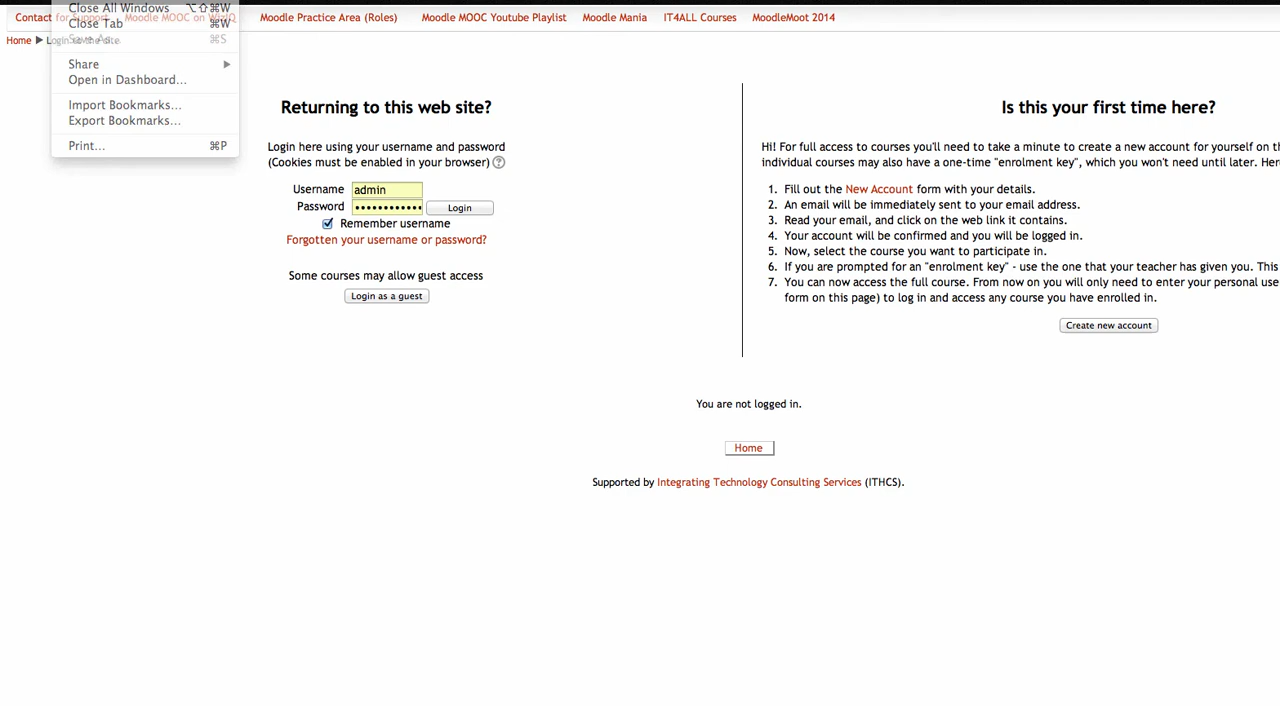 Close All Windows ⌥⇧⌘W
Contact for Support Moodle MOOC on WizIQ Moodle Practice Area (Roles) Moodle MOOC Youtube Playlist Moodle Mania IT4ALL Courses MoodleMoot 2014
Close Tab ⌘W
Home ▶ Login to the site
Save As... ⌘S
Share ▶
Open in Dashboard...
Import Bookmarks...
Export Bookmarks...
Print... ⌘P
Returning to this web site?
Login here using your username and password
(Cookies must be enabled in your browser) ?
Username admin
Password •••••••••••• Login
Remember username
Forgotten your username or password?
Some courses may allow guest access
Login as a guest
Is this your first time here?
Hi! For full access to courses you'll need to take a minute to create a new account for yourself on th
individual courses may also have a one-time "enrolment key", which you won't need until later. Her
1. Fill out the New Account form with your details.
2. An email will be immediately sent to your email address.
3. Read your email, and click on the web link it contains.
4. Your account will be confirmed and you will be logged in.
5. Now, select the course you want to participate in.
6. If you are prompted for an "enrolment key" - use the one that your teacher has given you. This
7. You can now access the full course. From now on you will only need to enter your personal use
form on this page) to log in and access any course you have enrolled in.
Create new account
You are not logged in.
Home
Supported by Integrating Technology Consulting Services (ITHCS).